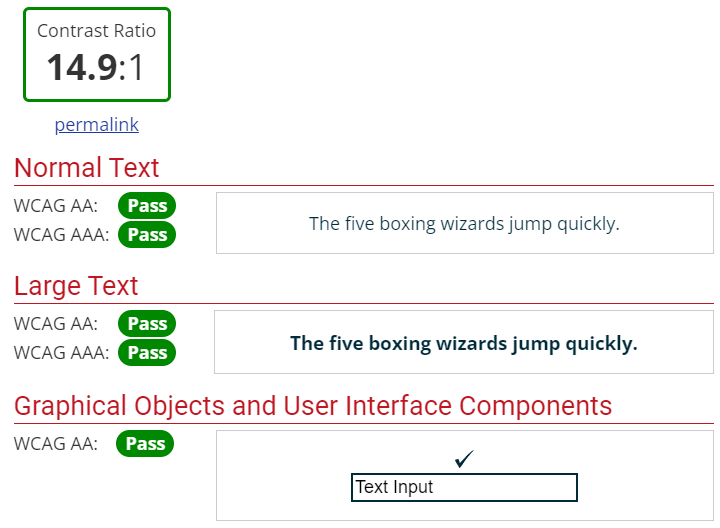 Contrast Ratio
14.9:1
permalink
Normal Text
WCAG AA: Pass
WCAG AAA: Pass
The five boxing wizards jump quickly.
Large Text
WCAG AA: Pass
WCAG AAA: Pass
The five boxing wizards jump quickly.
Graphical Objects and User Interface Components
WCAG AA: Pass
Text Input